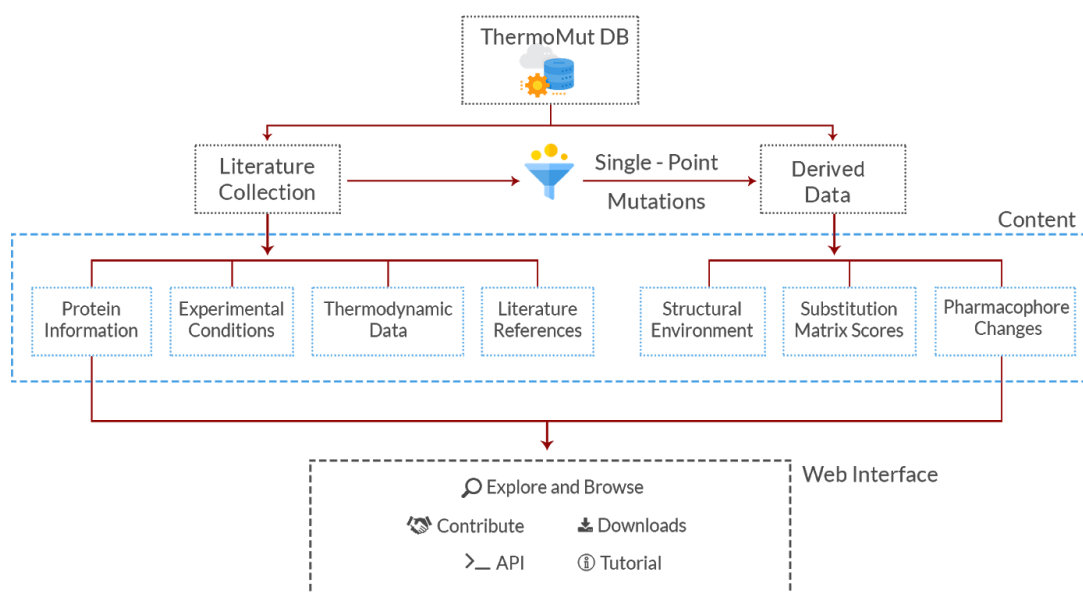 ThermoMut DB
Literature
Collection
Single - Point
Mutations
Derived
Data
Content
Protein
Information
Experimental
Conditions
Thermodynamic
Data
Literature
References
Structural
Environment
Substitution
Matrix Scores
Pharmacophore
Changes
Web Interface
Explore and Browse
Contribute
Downloads
API
Tutorial